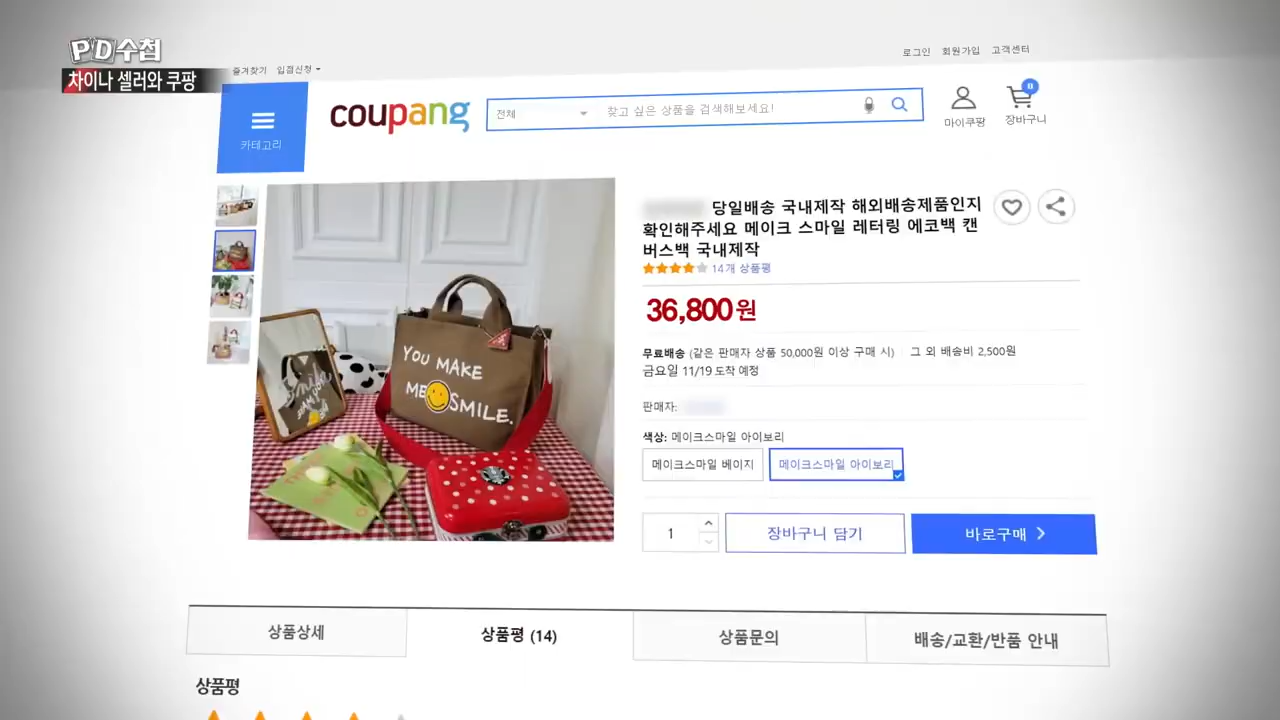 PD수첩
차이나 셀러와 쿠팡
즐겨찾기 입점신청
로그인 회원가입 고객센터
카테고리
coupang
전체
찾고 싶은 상품을 검색해보세요!
마이쿠팡
0
장바구니
당일배송 국내제작 해외배송제품인지
확인해주세요 메이크 스마일 레터링 에코백 캔
버스백 국내제작
14개 상품평
36,800원
무료배송 (같은 판매자 상품 50,000원 이상 구매 시) 그 외 배송비 2,500원
금요일 11/19 도착 예정
판매자:
색상: 메이크스마일 아이보리
메이크스마일 베이지
메이크스마일 아이보리
YOU MAKE
ME SMILE.
1
장바구니 담기
바로구매
상품상세
상품평 (14)
상품문의
배송/교환/반품 안내
상품평